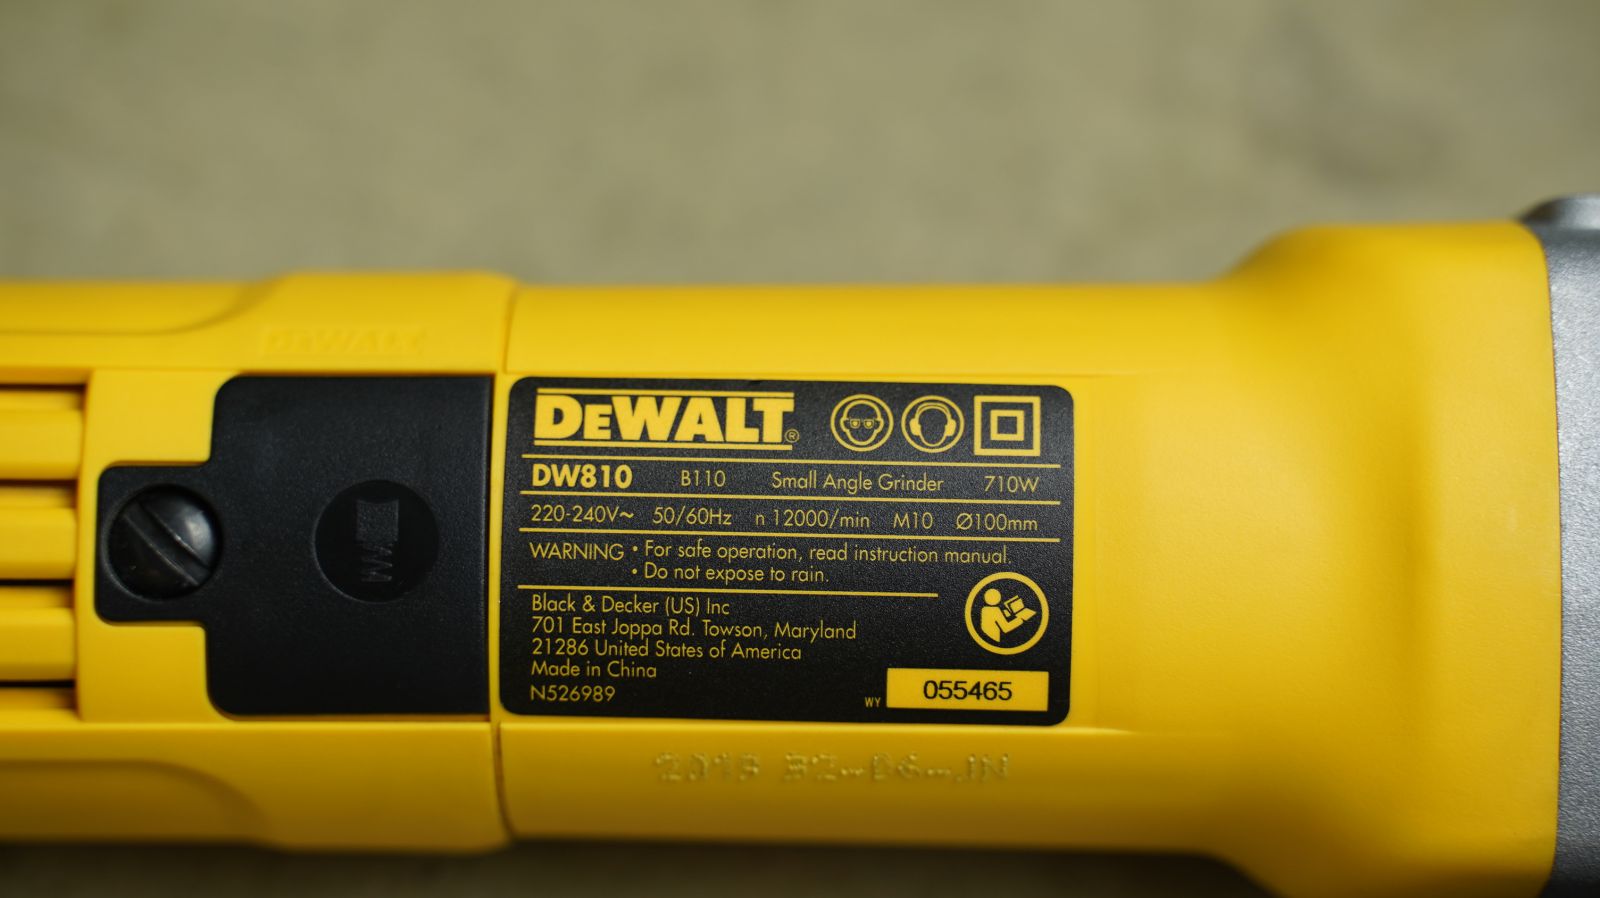 DEWALT
DEWALT®
DW810 B110 Small Angle Grinder 710W
220-240V~ 50/60Hz n 12000/min M10 Ø100mm
WARNING • For safe operation, read instruction manual.
• Do not expose to rain.
Black & Decker (US) Inc
701 East Joppa Rd. Towson, Maryland
21286 United States of America
Made in China
N526989
WY 055465